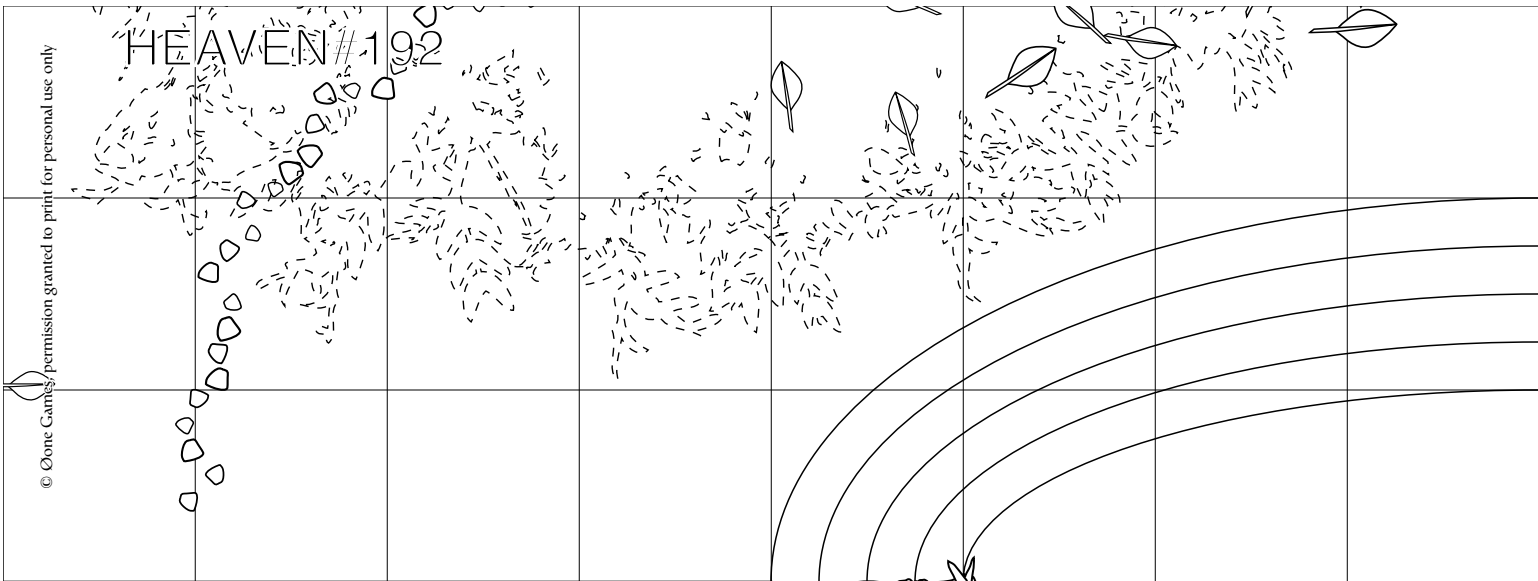 HEAVEN#192
© Øone Games, permission granted to print for personal use only